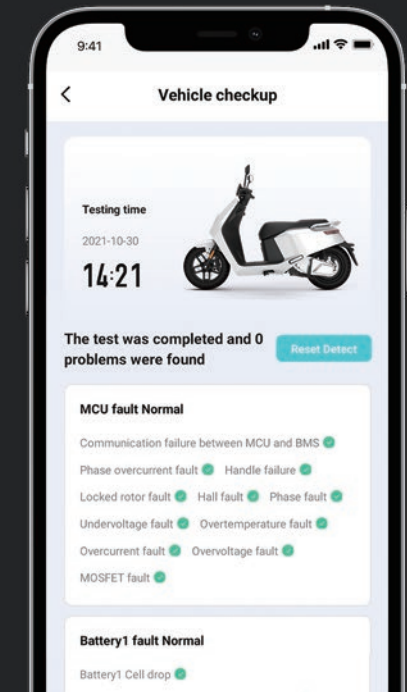 9:41
Vehicle checkup
Testing time
2021-10-30
14:21
The test was completed and 0
problems were found
Reset Detect
MCU fault Normal
Communication failure between MCU and BMS
Phase overcurrent fault Handle failure
Locked rotor fault Hall fault Phase fault
Undervoltage fault Overtemperature fault
Overcurrent fault Overvoltage fault
MOSFET fault
Battery1 fault Normal
Battery1 Cell drop